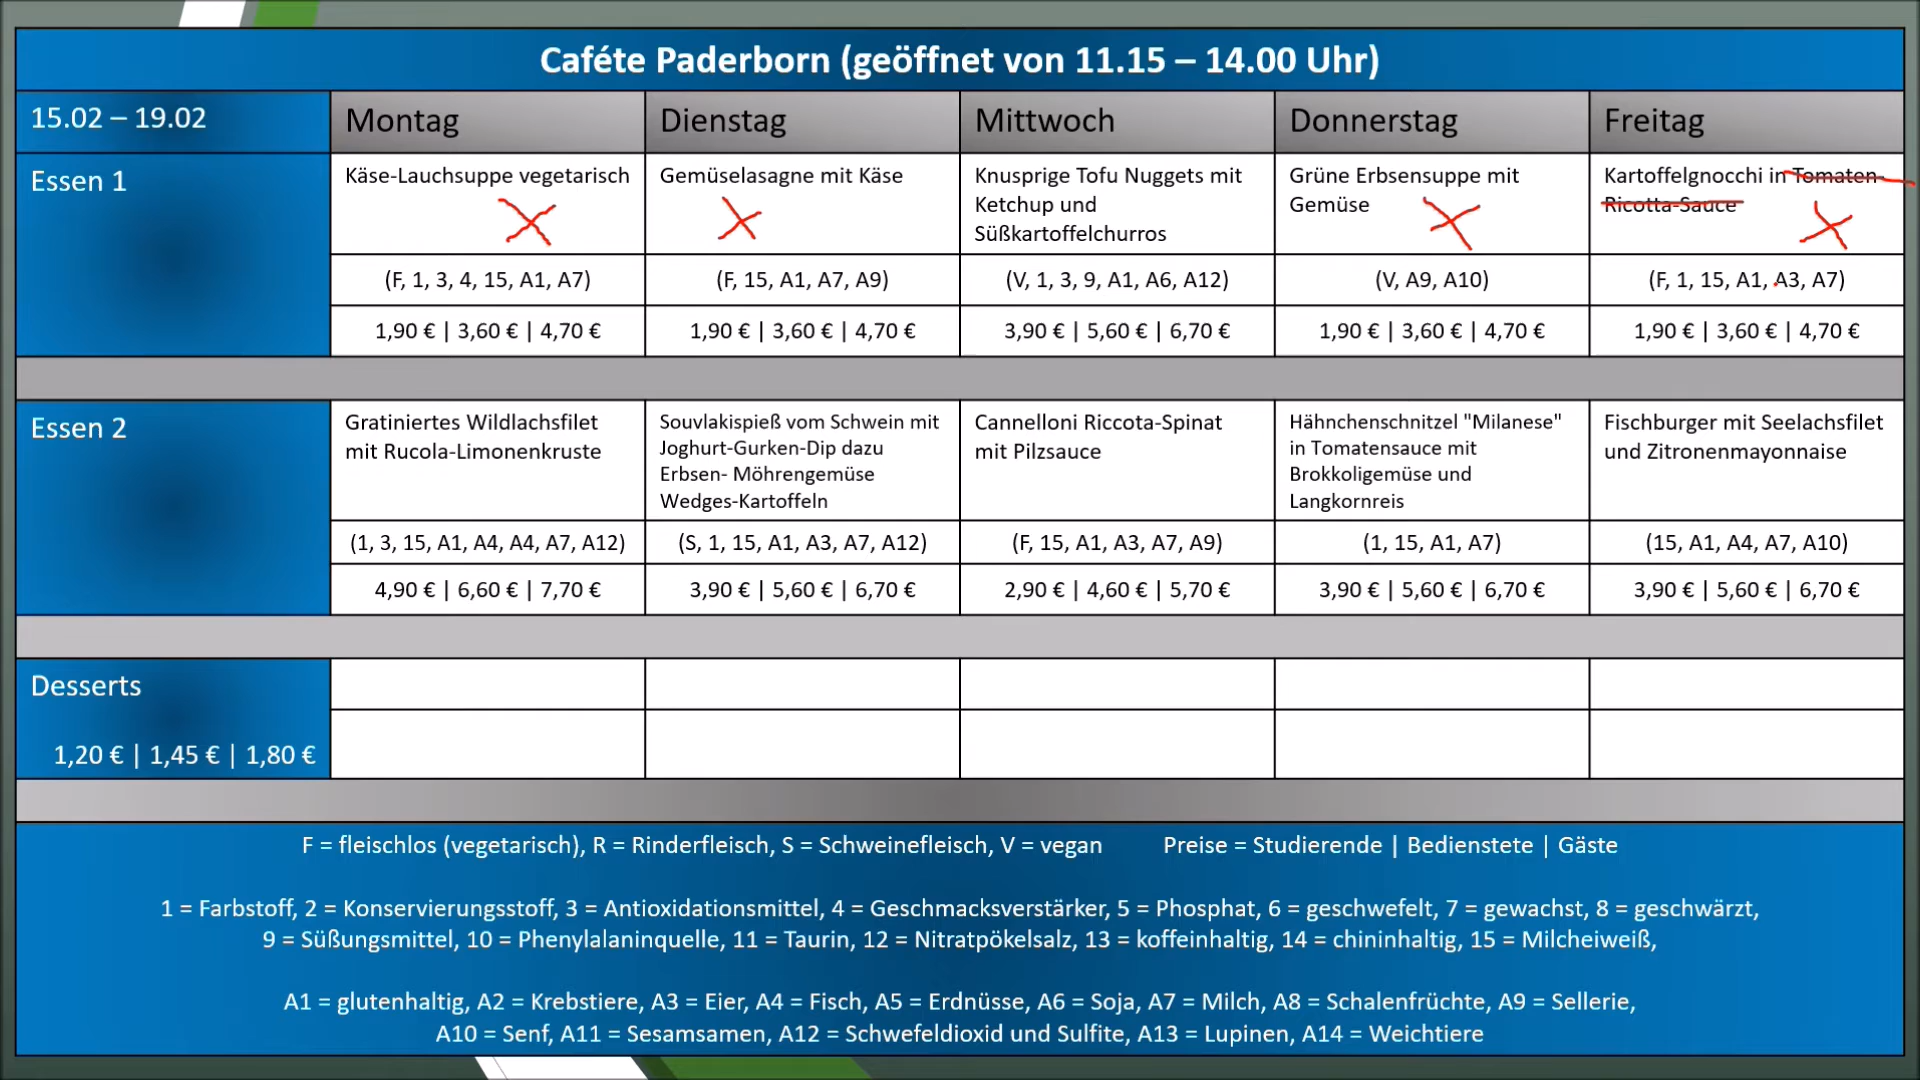 Caféte Paderborn (geöffnet von 11.15 – 14.00 Uhr)
15.02 – 19.02
Montag
Dienstag
Mittwoch
Donnerstag
Freitag
Essen 1
Käse-Lauchsuppe vegetarisch
Gemüselasagne mit Käse
Knusprige Tofu Nuggets mit
Ketchup und
Süßkartoffelchurros
Grüne Erbsensuppe mit
Gemüse
Kartoffelgnocchi in Tomaten-
Ricotta-Sauce
(F, 1, 3, 4, 15, A1, A7)
(F, 15, A1, A7, A9)
(V, 1, 3, 9, A1, A6, A12)
(V, A9, A10)
(F, 1, 15, A1, A3, A7)
1,90 € | 3,60 € | 4,70 €
1,90 € | 3,60 € | 4,70 €
3,90 € | 5,60 € | 6,70 €
1,90 € | 3,60 € | 4,70 €
1,90 € | 3,60 € | 4,70 €
Essen 2
Gratiniertes Wildlachsfilet
mit Rucola-Limonenkruste
Souvlakispieß vom Schwein mit
Joghurt-Gurken-Dip dazu
Erbsen- Möhrengemüse
Wedges-Kartoffeln
Cannelloni Riccota-Spinat
mit Pilzsauce
Hähnchenschnitzel "Milanese"
in Tomatensauce mit
Brokkoligemüse und
Langkornreis
Fischburger mit Seelachsfilet
und Zitronenmayonnaise
(1, 3, 15, A1, A4, A4, A7, A12)
(S, 1, 15, A1, A3, A7, A12)
(F, 15, A1, A3, A7, A9)
(1, 15, A1, A7)
(15, A1, A4, A7, A10)
4,90 € | 6,60 € | 7,70 €
3,90 € | 5,60 € | 6,70 €
2,90 € | 4,60 € | 5,70 €
3,90 € | 5,60 € | 6,70 €
3,90 € | 5,60 € | 6,70 €
Desserts
1,20 € | 1,45 € | 1,80 €
F = fleischlos (vegetarisch), R = Rinderfleisch, S = Schweinefleisch, V = vegan Preise = Studierende | Bedienstete | Gäste
1 = Farbstoff, 2 = Konservierungsstoff, 3 = Antioxidationsmittel, 4 = Geschmacksverstärker, 5 = Phosphat, 6 = geschwefelt, 7 = gewachst, 8 = geschwärzt,
9 = Süßungsmittel, 10 = Phenylalaninquelle, 11 = Taurin, 12 = Nitratpökelsalz, 13 = koffeinhaltig, 14 = chininhaltig, 15 = Milcheiweiß,
A1 = glutenhaltig, A2 = Krebstiere, A3 = Eier, A4 = Fisch, A5 = Erdnüsse, A6 = Soja, A7 = Milch, A8 = Schalenfrüchte, A9 = Sellerie,
A10 = Senf, A11 = Sesamsamen, A12 = Schwefeldioxid und Sulfite, A13 = Lupinen, A14 = Weichtiere